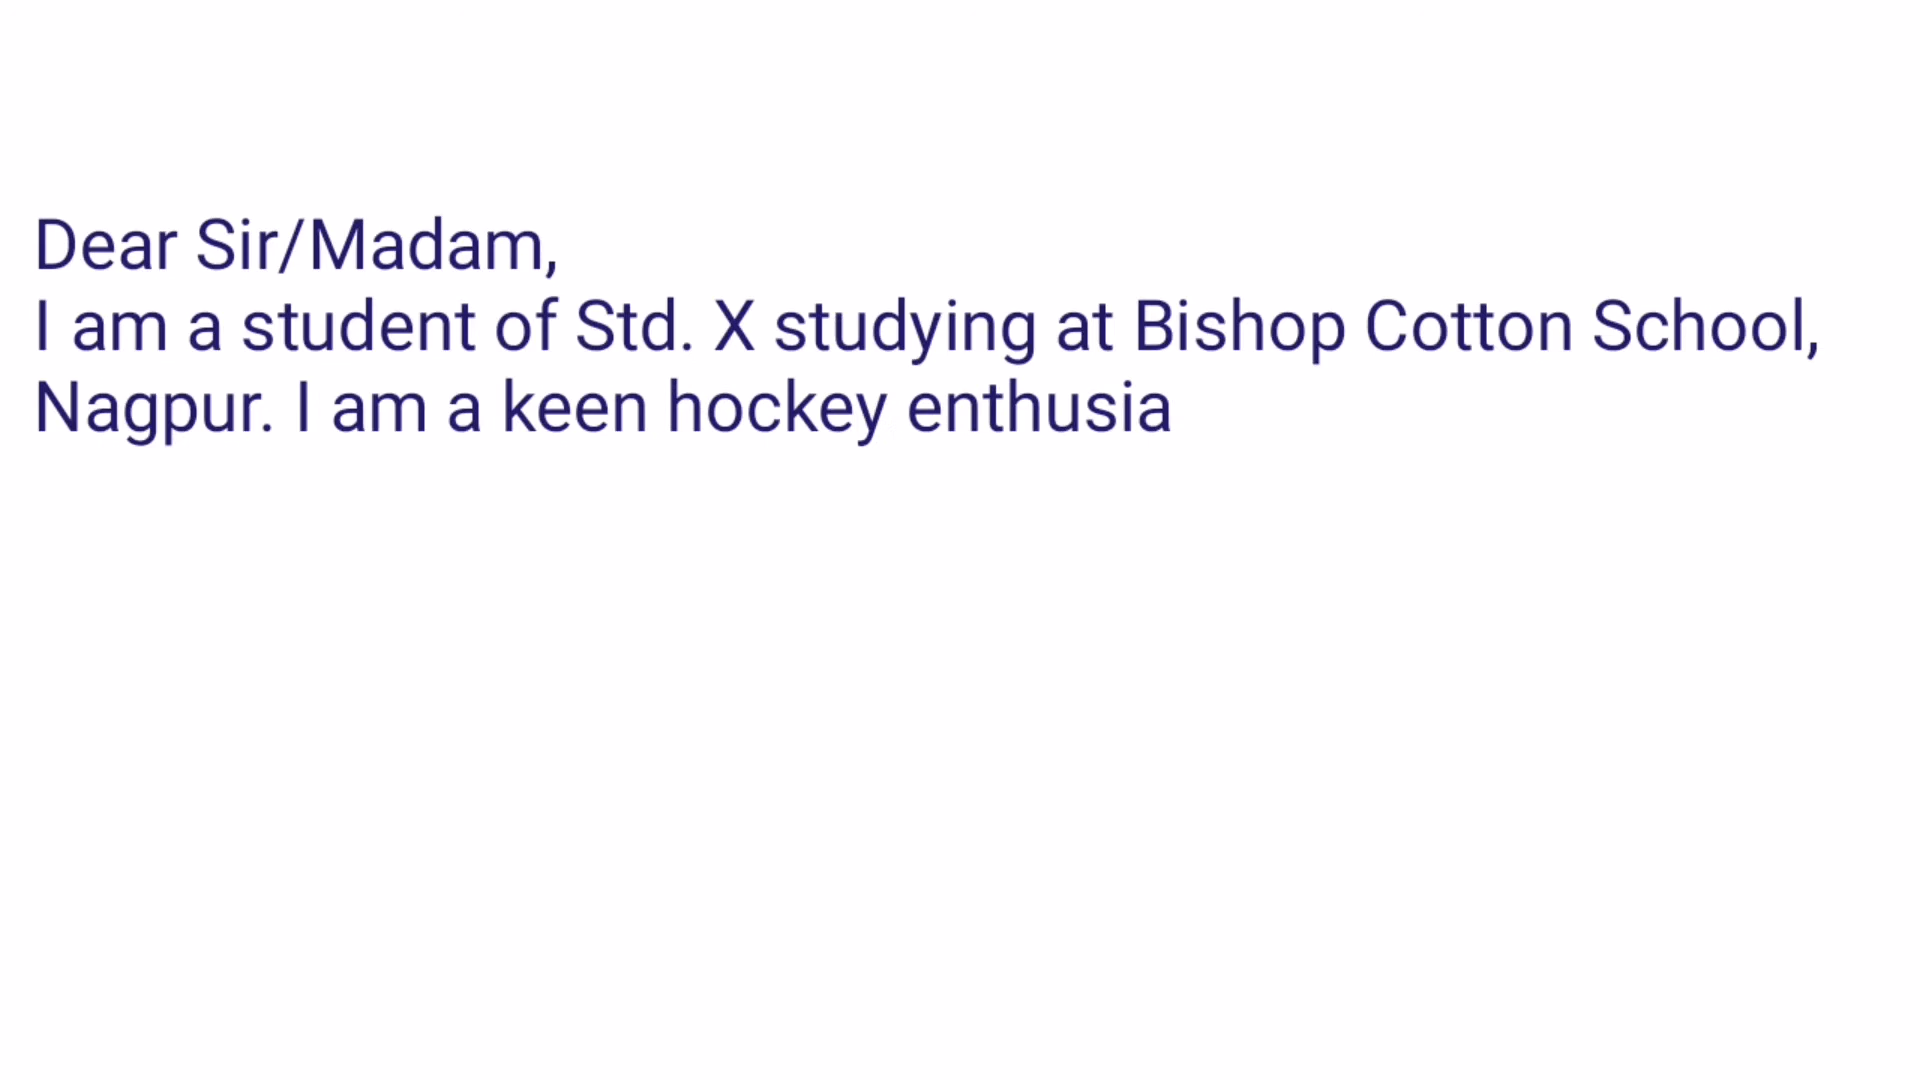 Dear Sir/Madam,
I am a student of Std. X studying at Bishop Cotton School,
Nagpur. I am a keen hockey enthusia